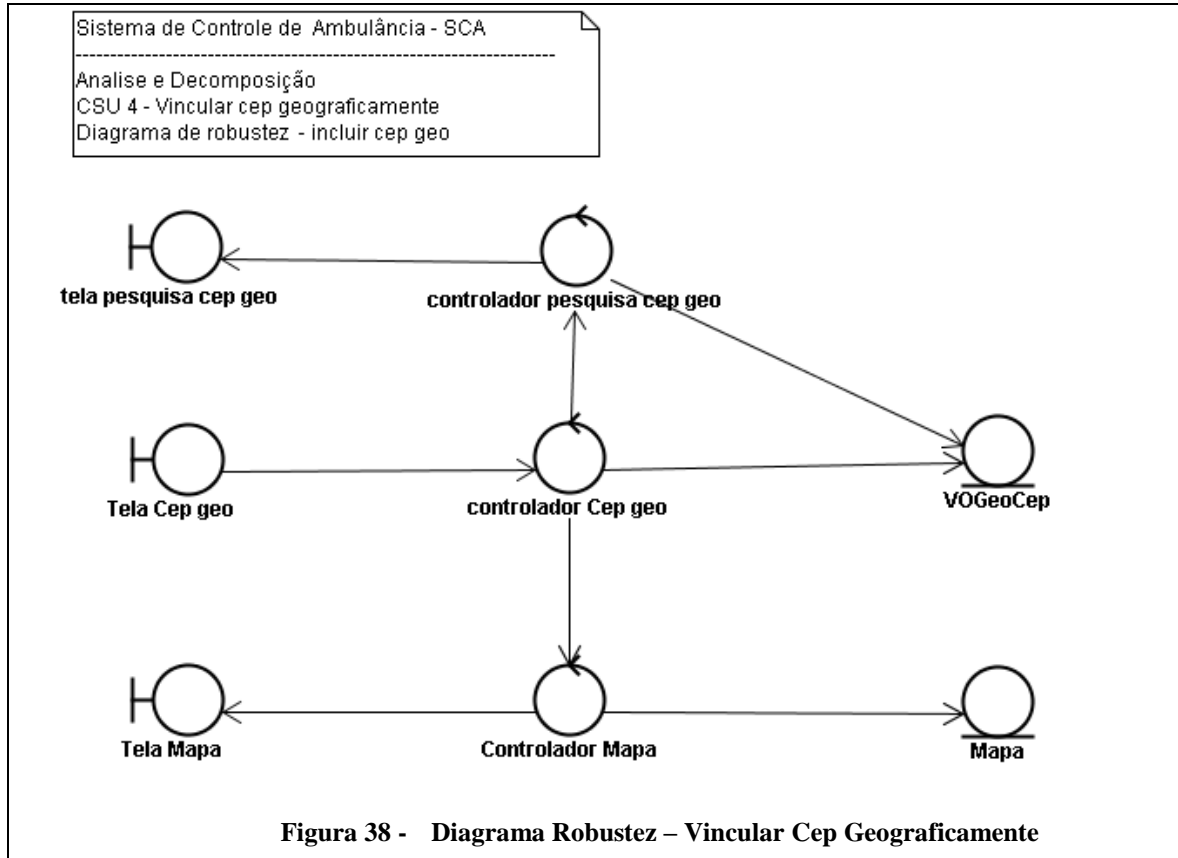 Sistema de Controle de Ambulância - SCA
--------------------------------------------------------------------
Analise e Decomposição
CSU 4 - Vincular cep geograficamente
Diagrama de robustez - incluir cep geo
tela pesquisa cep geo
controlador pesquisa cep geo
Tela Cep geo
controlador Cep geo
VOGeoCep
Tela Mapa
Controlador Mapa
Mapa
Figura 38 - Diagrama Robustez – Vincular Cep Geograficamente